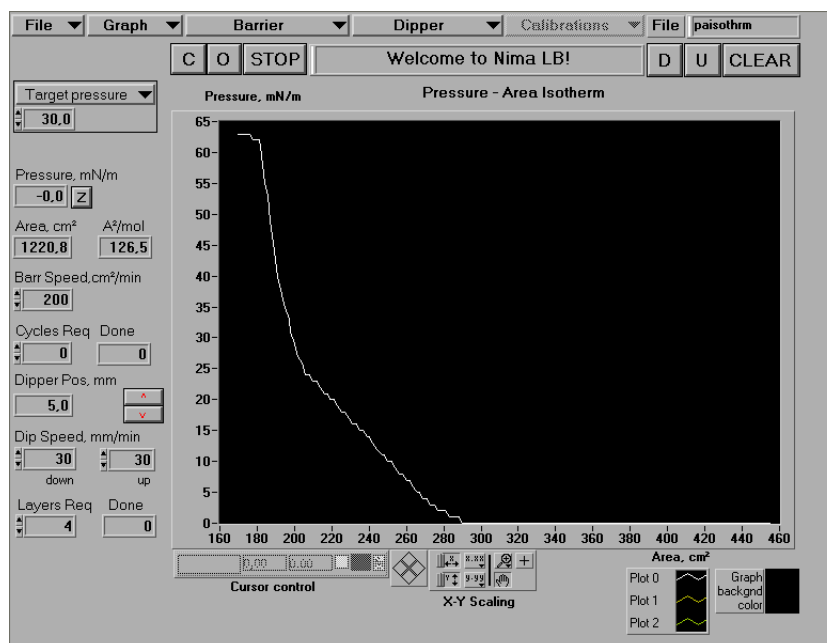 File Graph Barrier Dipper Calibrations File paisothrm
C O STOP Welcome to Nima LB! D U CLEAR
Target pressure
30,0
Pressure, mN/m Pressure - Area Isotherm
65
60
55
50
45
40
35
30
25
20
15
10
5
0
160 180 200 220 240 260 280 300 320 340 360 380 400 420 440 460
Area, cm²
Pressure, mN/m
-0,0 Z
Area, cm² A²/mol
1220,8 126,5
Barr Speed,cm²/min
200
Cycles Req Done
0 0
Dipper Pos, mm
5,0
Dip Speed, mm/min
30 30
down up
Layers Req Done
4 0
0,00 0,00
Cursor control
X-Y Scaling
Plot 0
Plot 1
Plot 2
Graph
backgnd
color